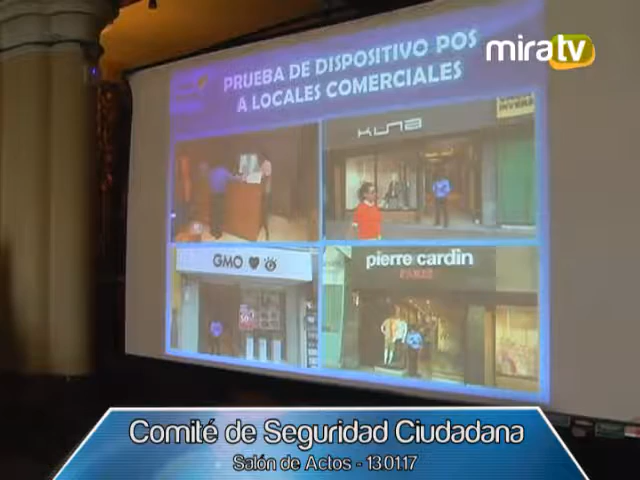 miratv
PRUEBA DE DISPOSITIVO POS
A LOCALES COMERCIALES
KUNA
GMO
pierre cardin
PARIS
Comité de Seguridad Ciudadana
Salón de Actos - 13.01.17